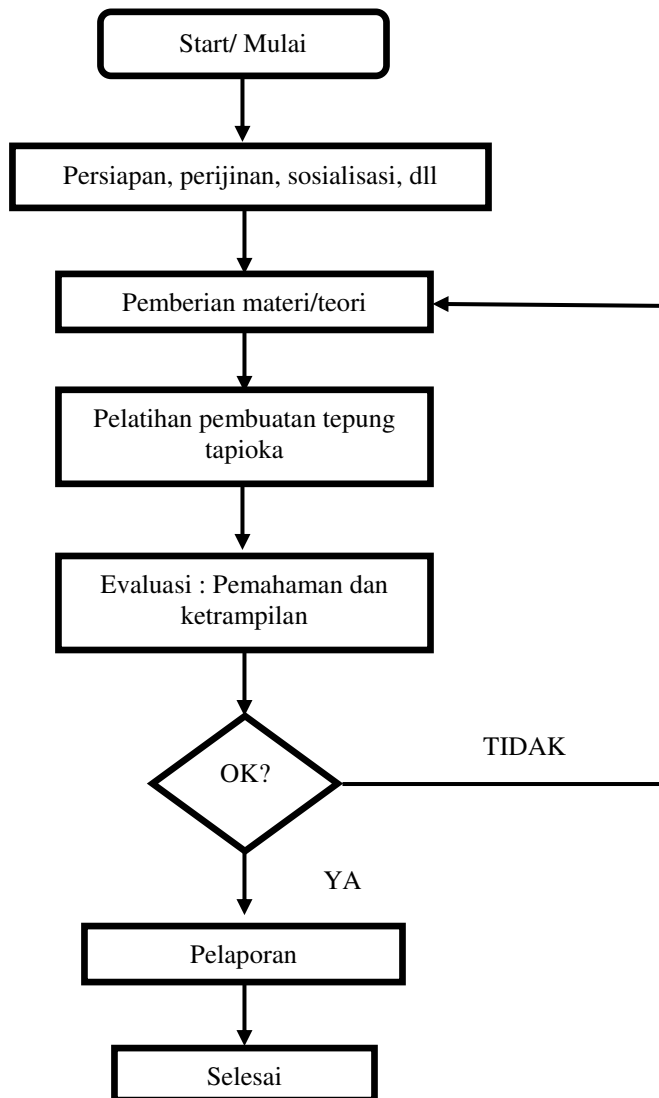 Start/ Mulai
Persiapan, perijinan, sosialisasi, dll
Pemberian materi/teori
Pelatihan pembuatan tepung
tapioka
Evaluasi : Pemahaman dan
ketrampilan
TIDAK
OK?
YA
Pelaporan
Selesai